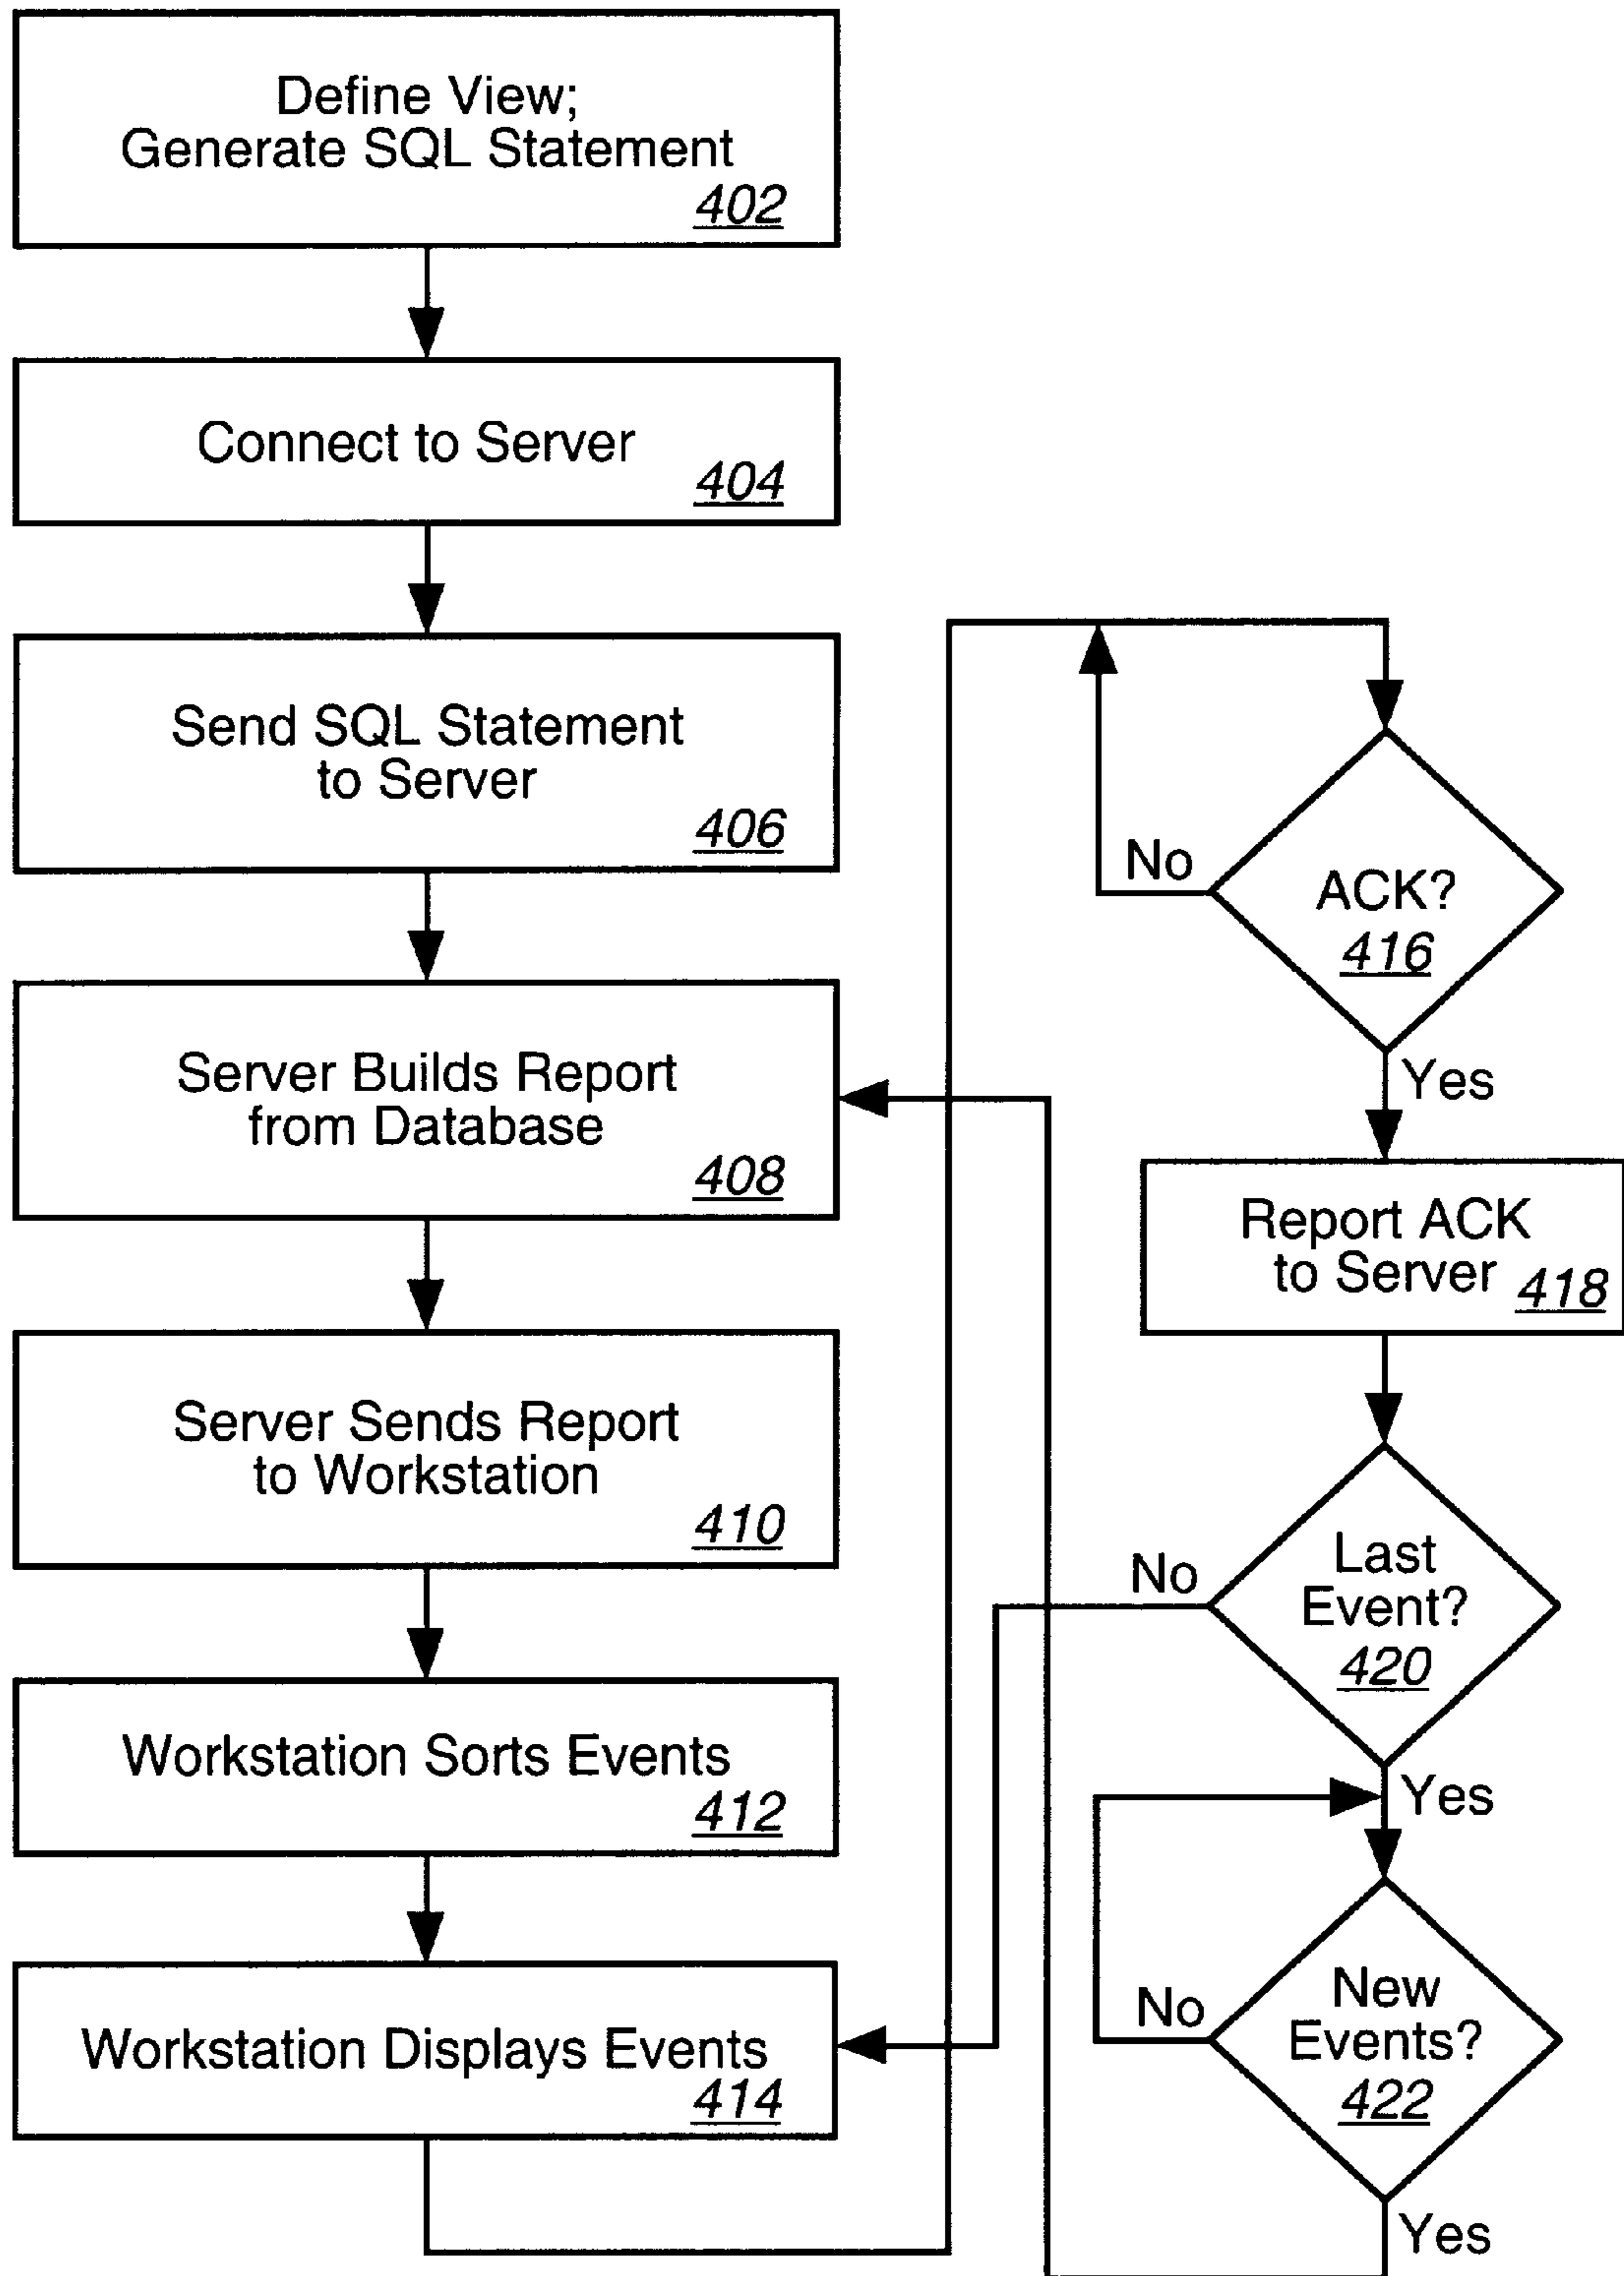 Define View;
Generate SQL Statement
402
Connect to Server
404
Send SQL Statement
to Server
406
Server Builds Report
from Database
408
Server Sends Report
to Workstation
410
Workstation Sorts Events
412
Workstation Displays Events
414
No
ACK?
416
Yes
Report ACK
to Server 418
No
Last
Event?
420
Yes
No
New
Events?
422
Yes